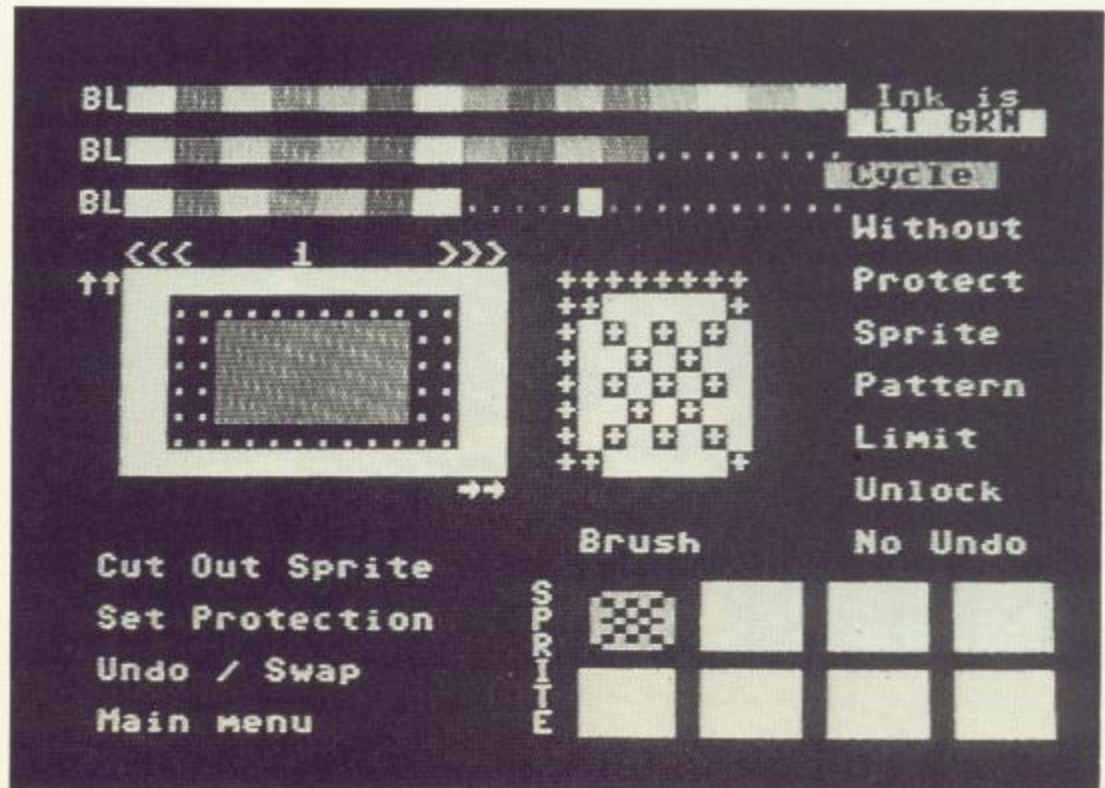 BL
Ink is
LT GRN
BL
Cycle
BL
Without
<<< 1 >>>
Protect
Sprite
Pattern
Limit
Unlock
Brush
No Undo
Cut Out Sprite
Set Protection
Undo / Swap
Main menu
SPRITE